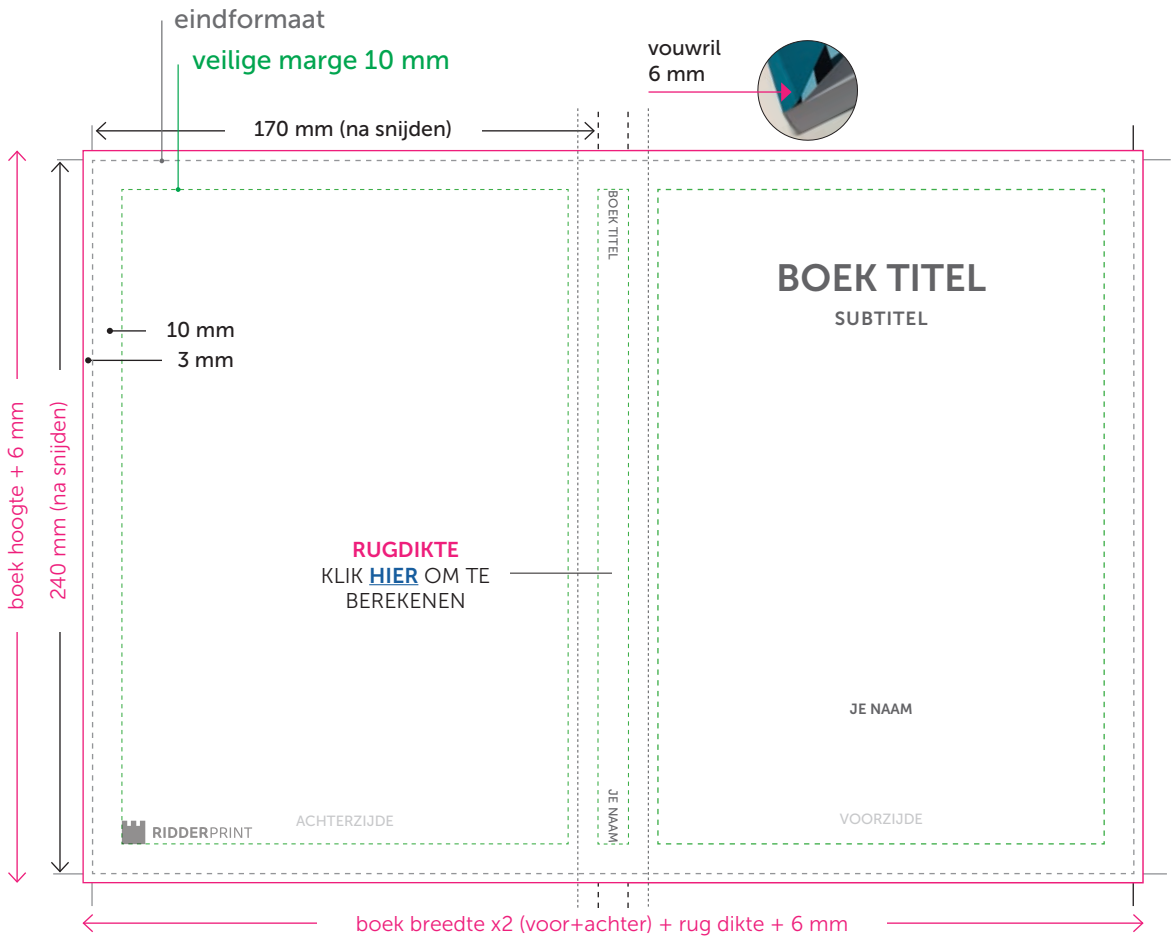 eindformaat
veilige marge 10 mm
vouwril
6 mm
170 mm (na snijden)
BOEK TITEL
BOEK TITEL
SUBTITEL
10 mm
3 mm
boek hoogte + 6 mm
240 mm (na snijden)
RUGDIKTE
KLIK HIER OM TE
BEREKENEN
JE NAAM
JE NAAM
RIDDERPRINT
ACHTERZIJDE
VOORZIJDE
boek breedte x2 (voor+achter) + rug dikte + 6 mm